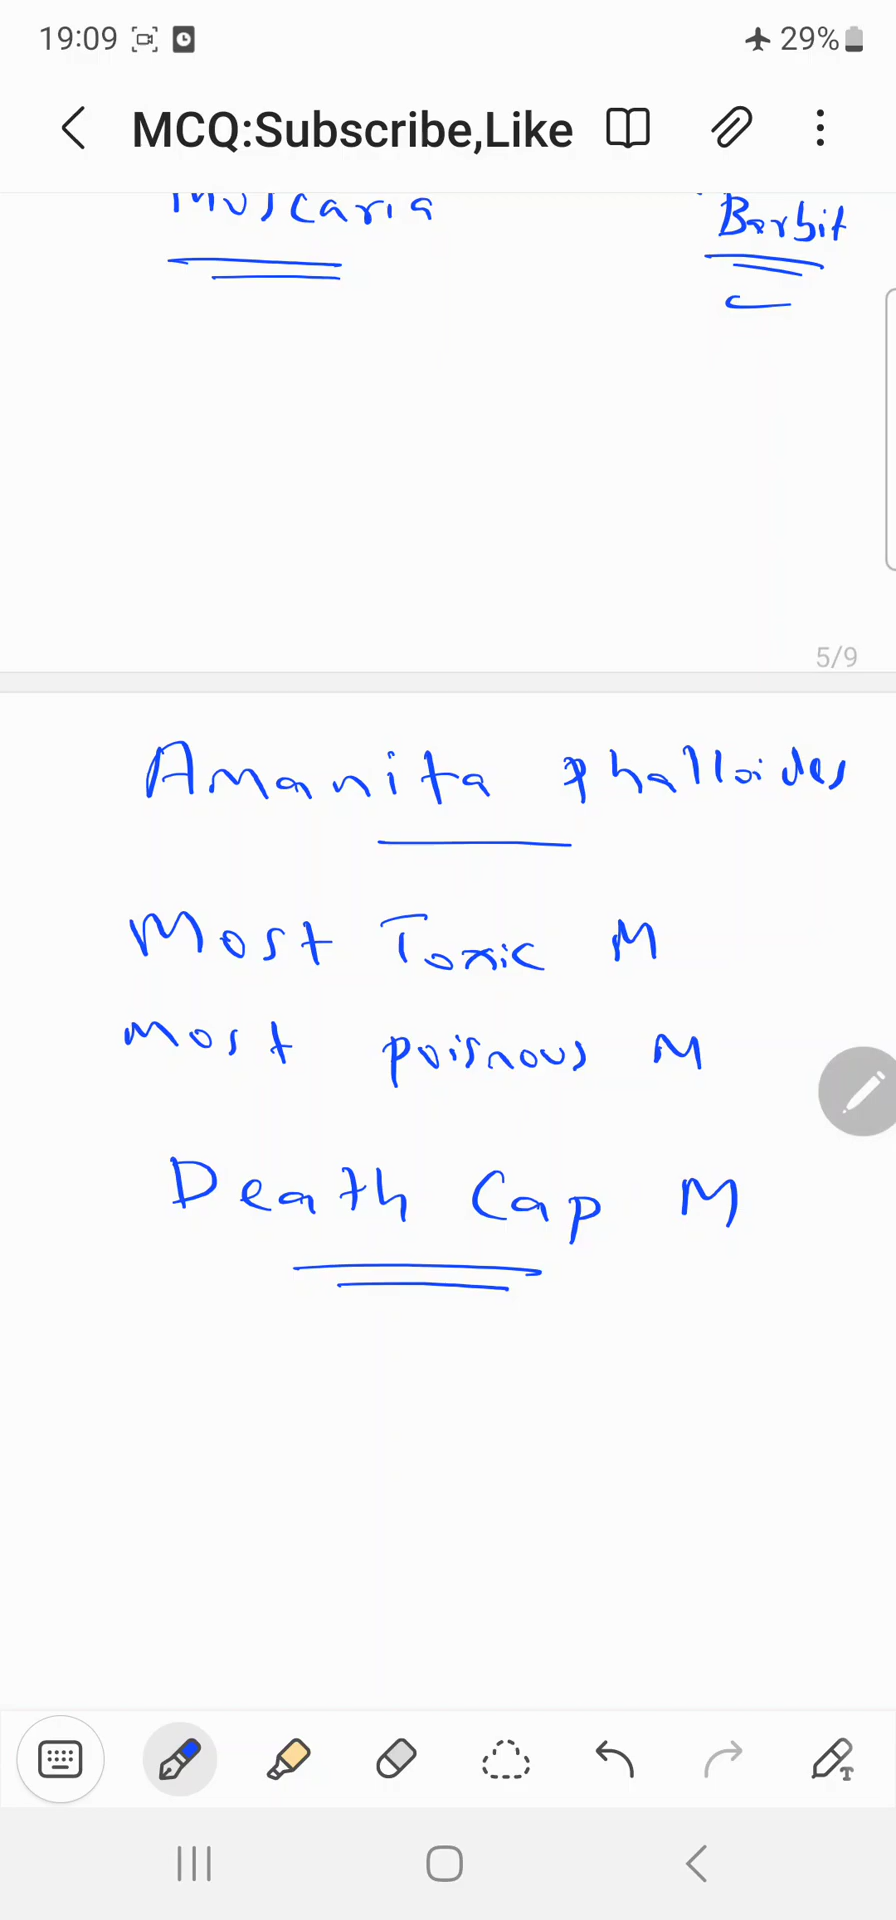 19:09 29%
MCQ:Subscribe,Like
Muscaria Barbit
5/9
Amanita phalloides
Most Toxic M
Most poisnous M
Death Cap M